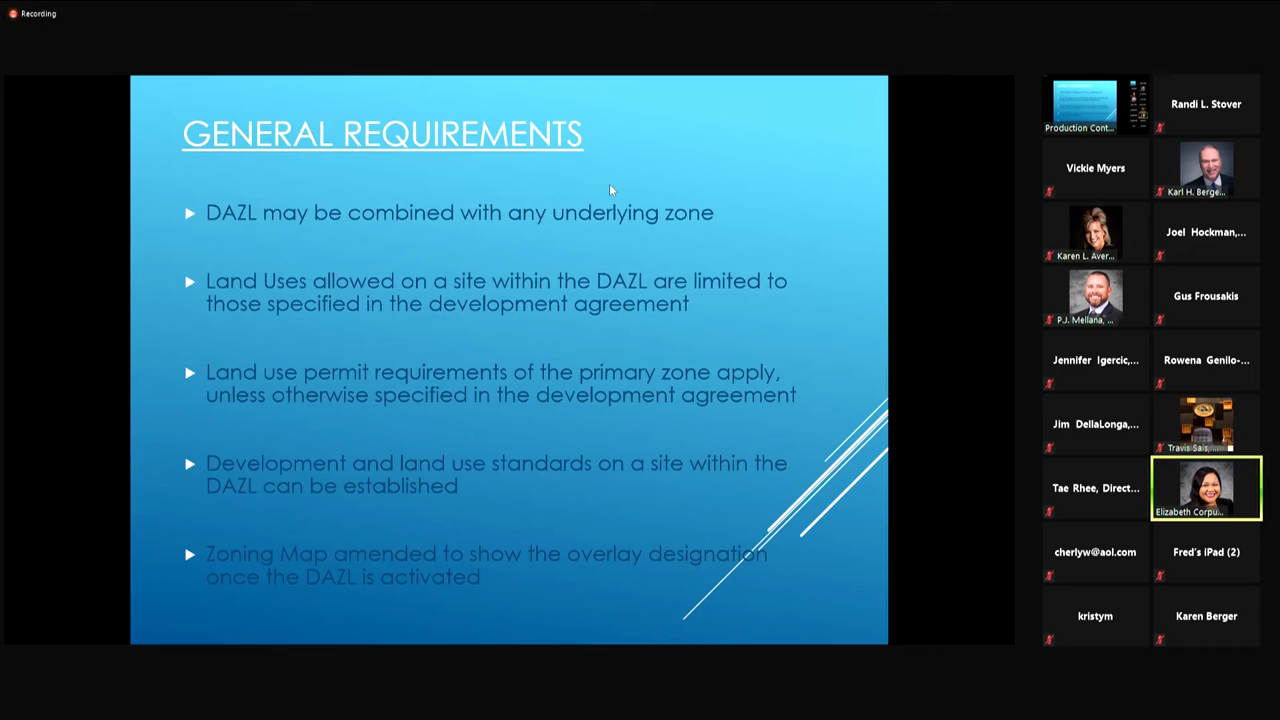 Recording
GENERAL REQUIREMENTS
DAZL may be combined with any underlying zone
Land Uses allowed on a site within the DAZL are limited to
those specified in the development agreement
Land use permit requirements of the primary zone apply,
unless otherwise specified in the development agreement
Development and land use standards on a site within the
DAZL can be established
Zoning Map amended to show the overlay designation
once the DAZL is activated
Production Cont...
Randi L. Stover
Vickie Myers
Karl H. Berge...
Karen L. Aver...
Joel Hockman,...
P.J. Mellana, ...
Gus Frousakis
Jennifer Igercic,...
Rowena Genilo-...
Jim DellaLonga,...
Travis Sais, ...
Tae Rhee, Direct...
Elizabeth Corpu...
cherlyw@aol.com
Fred's iPad (2)
kristym
Karen Berger